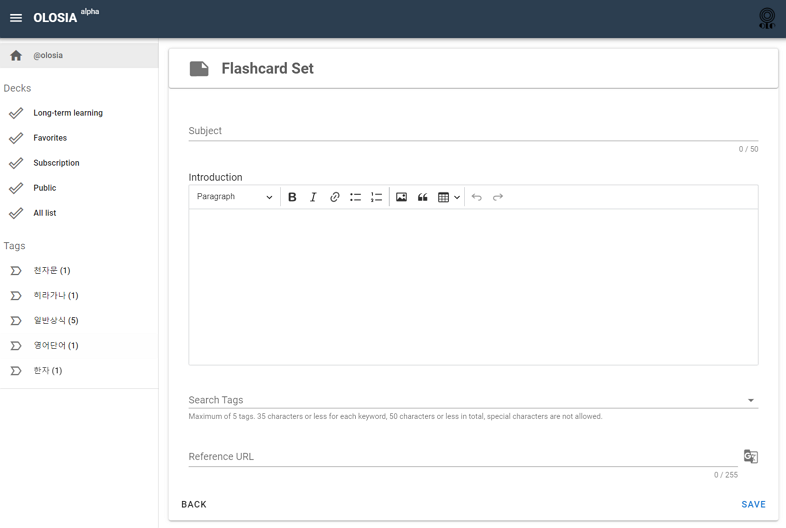 OLOSIA alpha
@olosia
Decks
Long-term learning
Favorites
Subscription
Public
All list
Tags
천자문 (1)
히라가나 (1)
일반상식 (5)
영어단어 (1)
한자 (1)
Flashcard Set
Subject
0 / 50
Introduction
Paragraph
Search Tags
Maximum of 5 tags. 35 characters or less for each keyword, 50 characters or less in total, special characters are not allowed.
Reference URL
0 / 255
BACK
SAVE